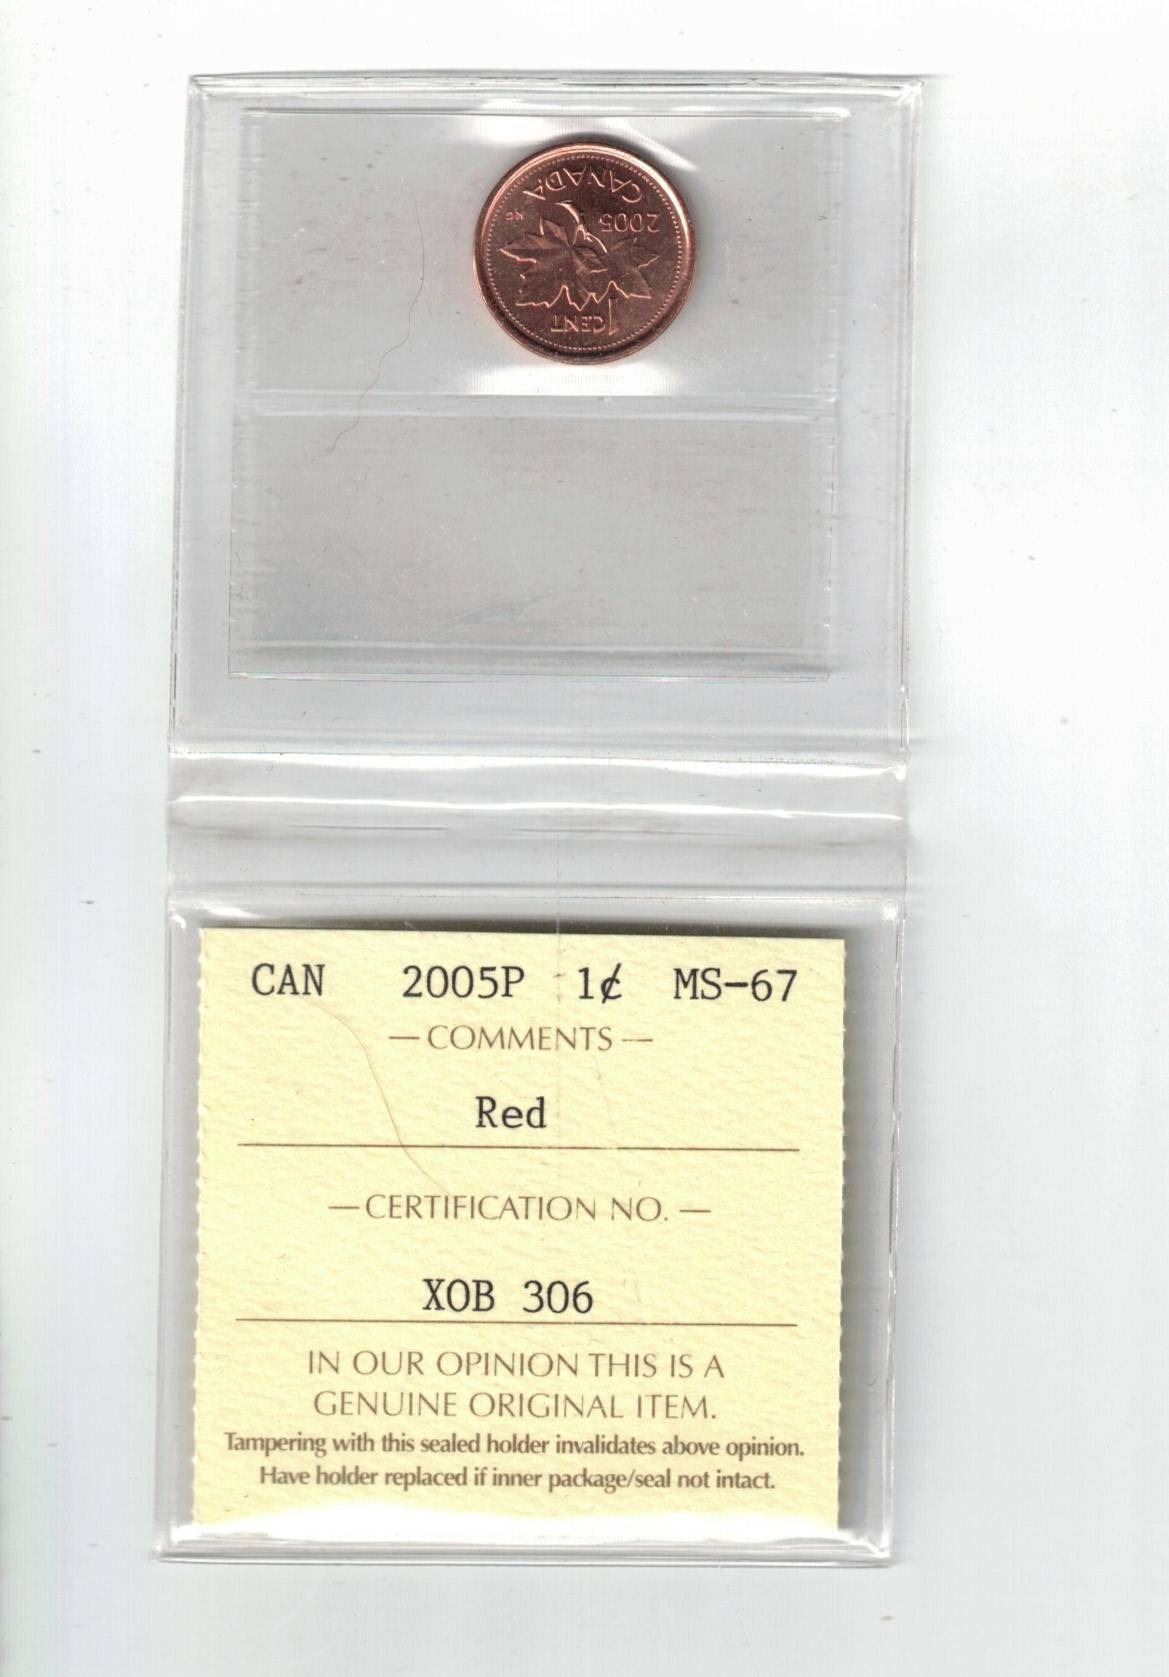 CANADA
2005 KG
1 CENT
CAN 2005P 1¢ MS-67
— COMMENTS —
Red
— CERTIFICATION NO. —
XOB 306
IN OUR OPINION THIS IS A
GENUINE ORIGINAL ITEM.
Tampering with this sealed holder invalidates above opinion.
Have holder replaced if inner package/seal not intact.